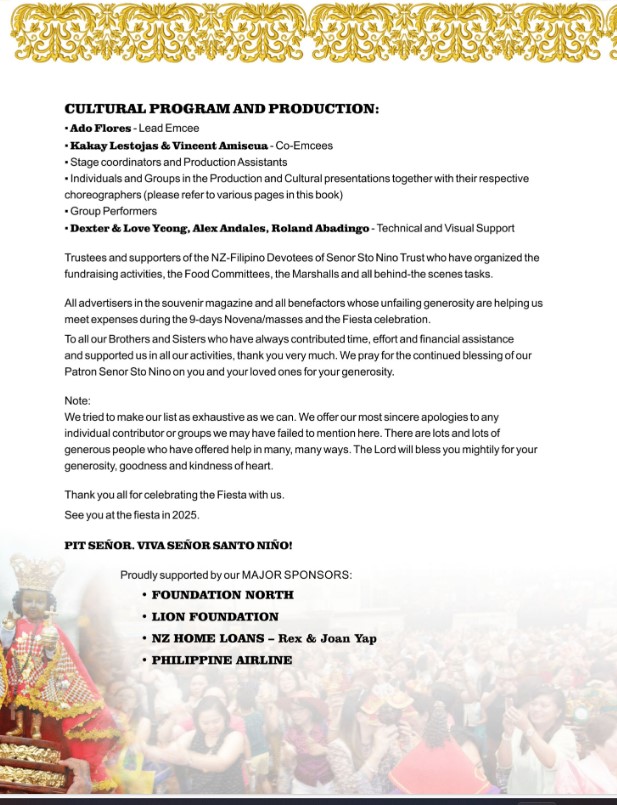 CULTURAL PROGRAM AND PRODUCTION:
• Ado Flores - Lead Emcee
• Kakay Lestojas & Vincent Amiscua - Co-Emcees
• Stage coordinators and Production Assistants
• Individuals and Groups in the Production and Cultural presentations together with their respective
choreographers (please refer to various pages in this book)
• Group Performers
• Dexter & Love Yeong, Alex Andales, Roland Abadingo - Technical and Visual Support
Trustees and supporters of the NZ-Filipino Devotees of Senor Sto Nino Trust who have organized the
fundraising activities, the Food Committees, the Marshalls and all behind-the scenes tasks.
All advertisers in the souvenir magazine and all benefactors whose unfailing generosity are helping us
meet expenses during the 9-days Novena/masses and the Fiesta celebration.
To all our Brothers and Sisters who have always contributed time, effort and financial assistance
and supported us in all our activities, thank you very much. We pray for the continued blessing of our
Patron Senor Sto Nino on you and your loved ones for your generosity.
Note:
We tried to make our list as exhaustive as we can. We offer our most sincere apologies to any
individual contributor or groups we may have failed to mention here. There are lots and lots of
generous people who have offered help in many, many ways. The Lord will bless you mightily for your
generosity, goodness and kindness of heart.
Thank you all for celebrating the Fiesta with us.
See you at the fiesta in 2025.
PIT SEÑOR. VIVA SEÑOR SANTO NIÑO!
Proudly supported by our MAJOR SPONSORS:
• FOUNDATION NORTH
• LION FOUNDATION
• NZ HOME LOANS – Rex & Joan Yap
• PHILIPPINE AIRLINE